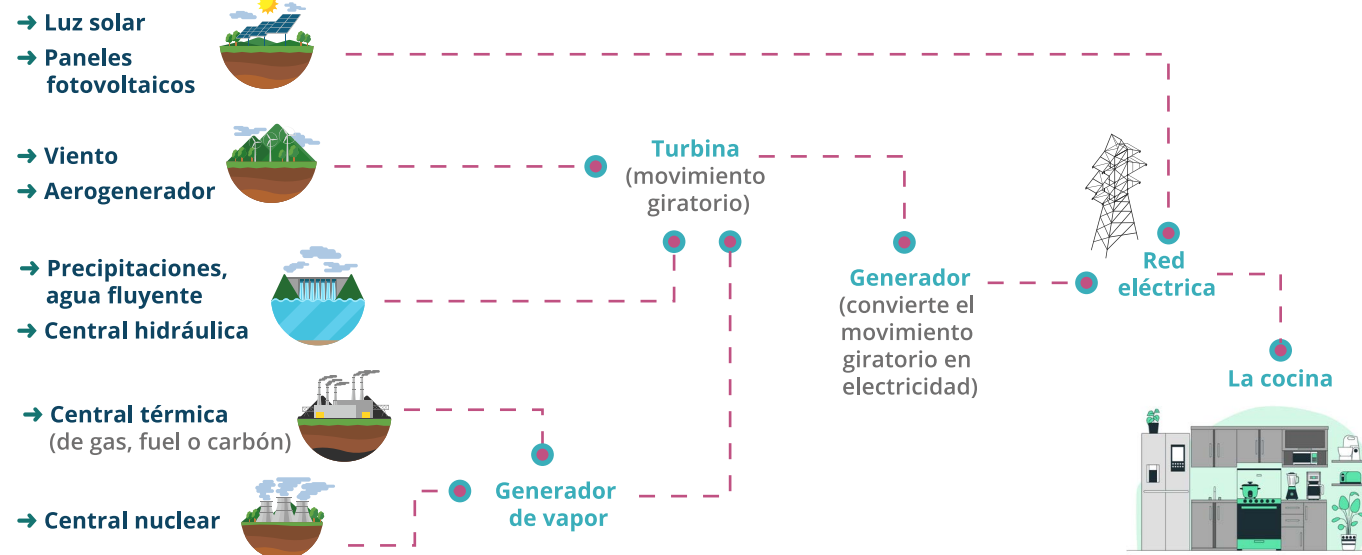 → Luz solar
→ Paneles
fotovoltaicos
→ Viento
→ Aerogenerador
→ Precipitaciones,
agua fluyente
→ Central hidráulica
→ Central térmica
(de gas, fuel o carbón)
→ Central nuclear
Generador
de vapor
Turbina
(movimiento
giratorio)
Generador
(convierte el
movimiento
giratorio en
electricidad)
Red
eléctrica
La cocina